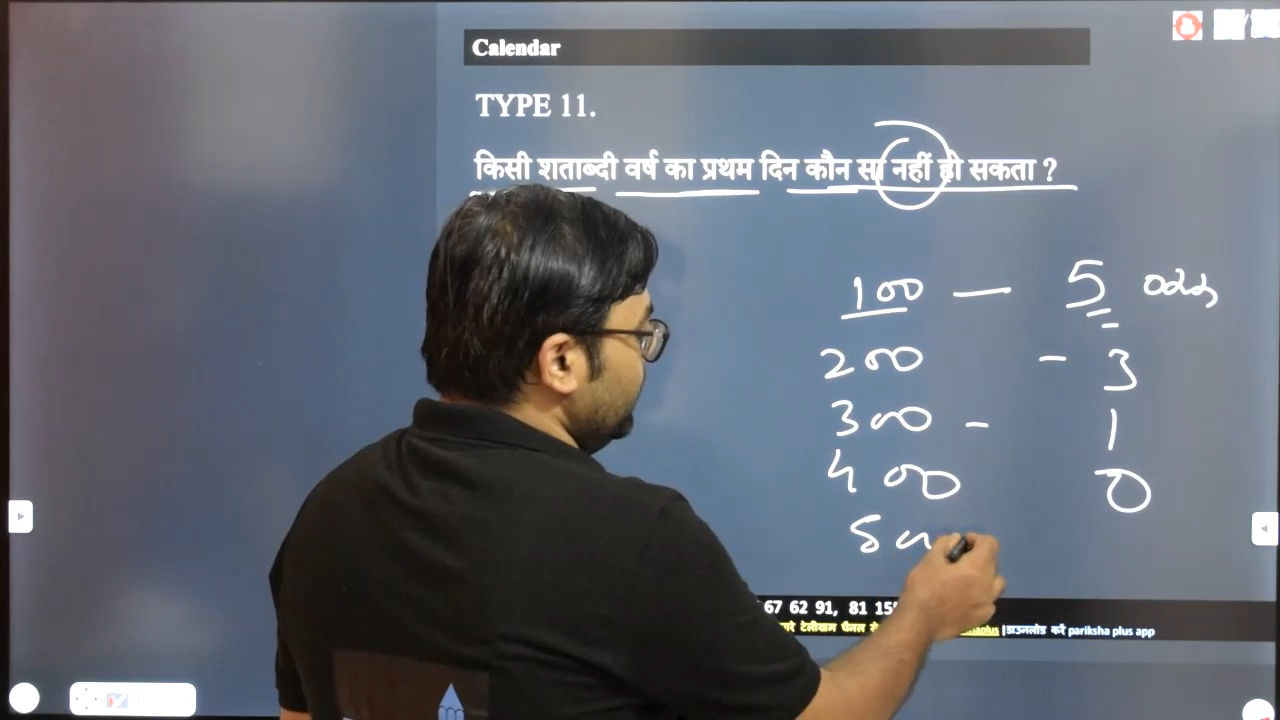 Calendar
TYPE 11.
किसी शताब्दी वर्ष का प्रथम दिन कौन सा नहीं हो सकता ?
100 — 5 odd
200 - 3
300 - 1
400 0
67 62 91, 81
डाउनलोड करें pariksha plus app